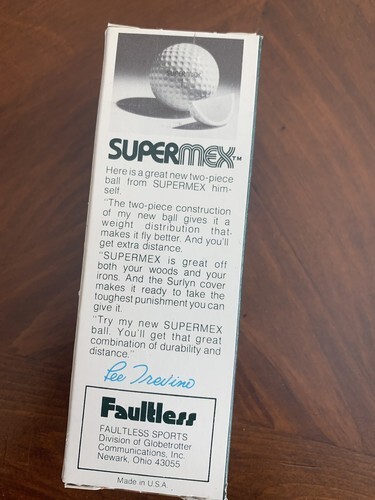 SUPERMEX™
Here is a great new two-piece
ball from SUPERMEX him-
self.
"The two-piece construction
of my new ball gives it a
weight distribution that
makes it fly better. And you'll
get extra distance.
"SUPERMEX is great off
both your woods and your
irons. And the Surlyn cover
makes it ready to take the
toughest punishment you can
give it.
"Try my new SUPERMEX
ball. You'll get that great
combination of durability and
distance."
Lee Trevino
Faultless
FAULTLESS SPORTS
Division of Globetrotter
Communications, Inc.
Newark, Ohio 43055
Made in U.S.A.